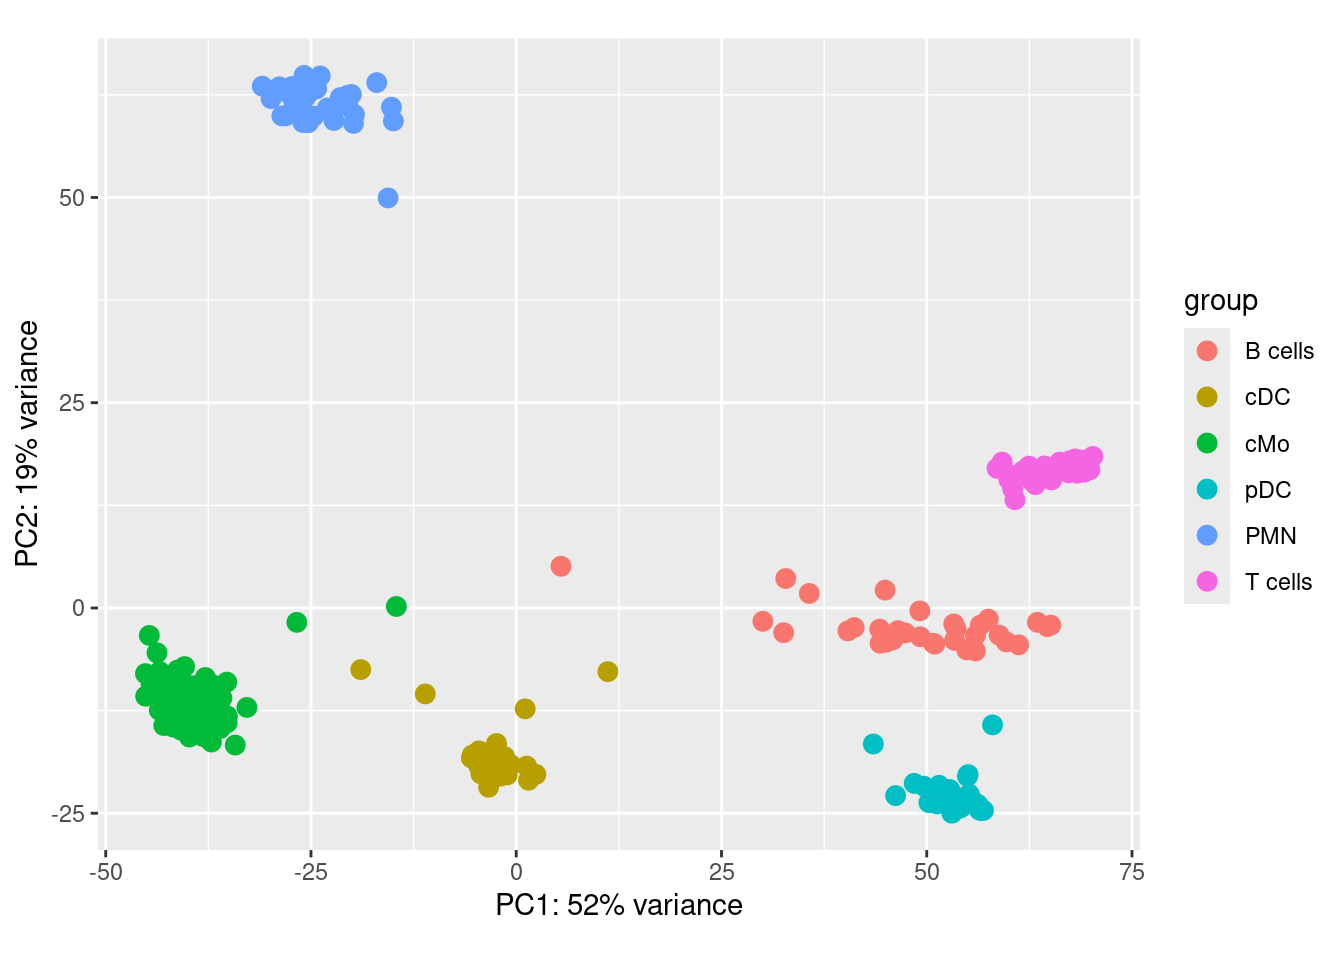 50
25
0
-25
PC2: 19% variance
-50
-25
0
25
50
75
PC1: 52% variance
group
B cells
cDC
cMo
pDC
PMN
T cells